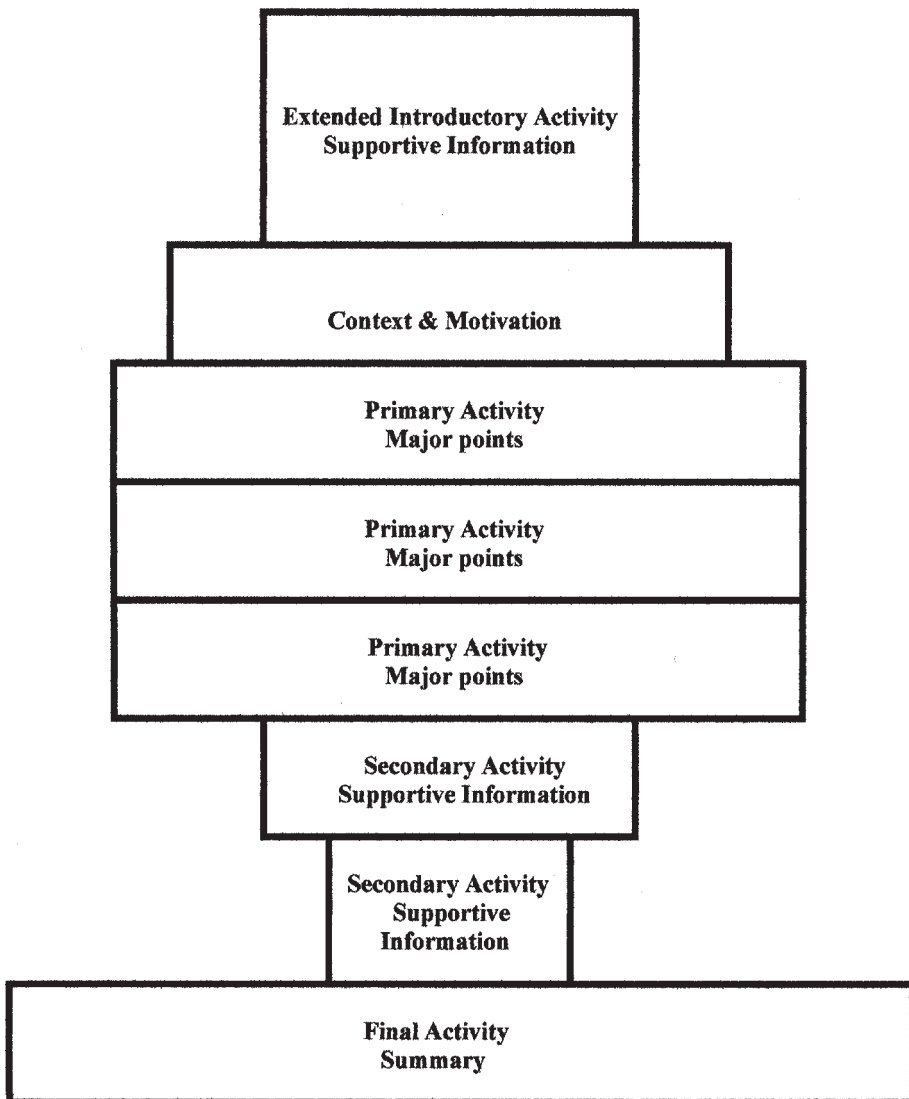 Extended Introductory Activity
Supportive Information
Context & Motivation
Primary Activity
Major points
Primary Activity
Major points
Primary Activity
Major points
Secondary Activity
Supportive Information
Secondary Activity
Supportive
Information
Final Activity
Summary